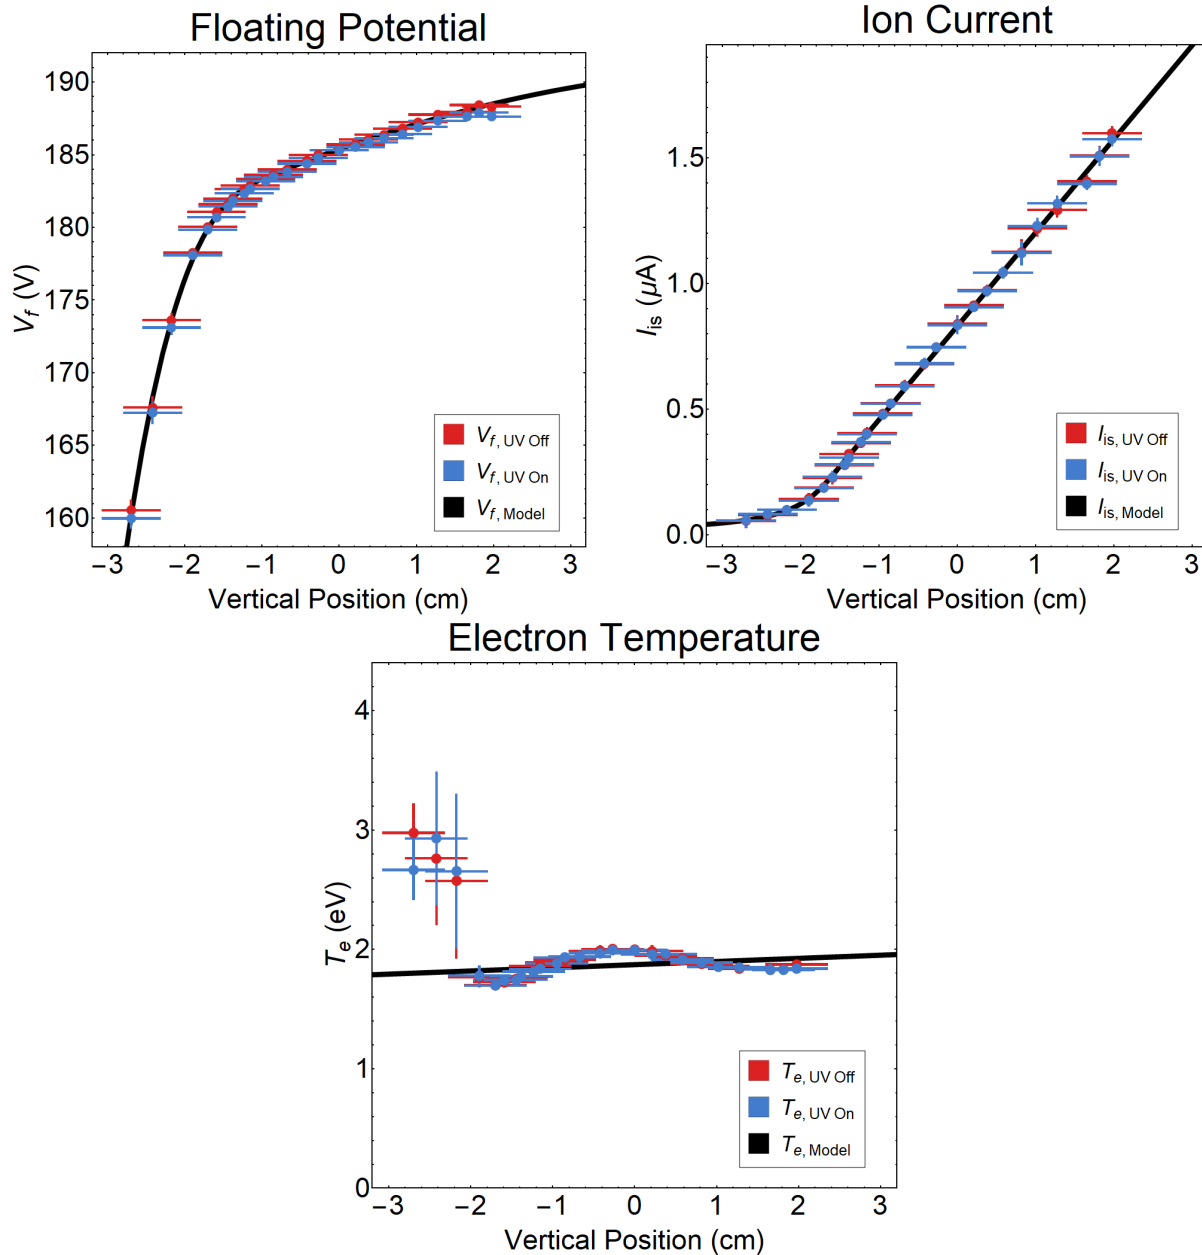 Floating Potential
V_f (V)
190
185
180
175
170
165
160
V_f, UV Off
V_f, UV On
V_f, Model
−3 −2 −1 0 1 2 3
Vertical Position (cm)
Ion Current
I_is (μA)
1.5
1.0
0.5
0.0
I_is, UV Off
I_is, UV On
I_is, Model
−3 −2 −1 0 1 2 3
Vertical Position (cm)
Electron Temperature
T_e (eV)
4
3
2
1
0
T_e, UV Off
T_e, UV On
T_e, Model
−3 −2 −1 0 1 2 3
Vertical Position (cm)